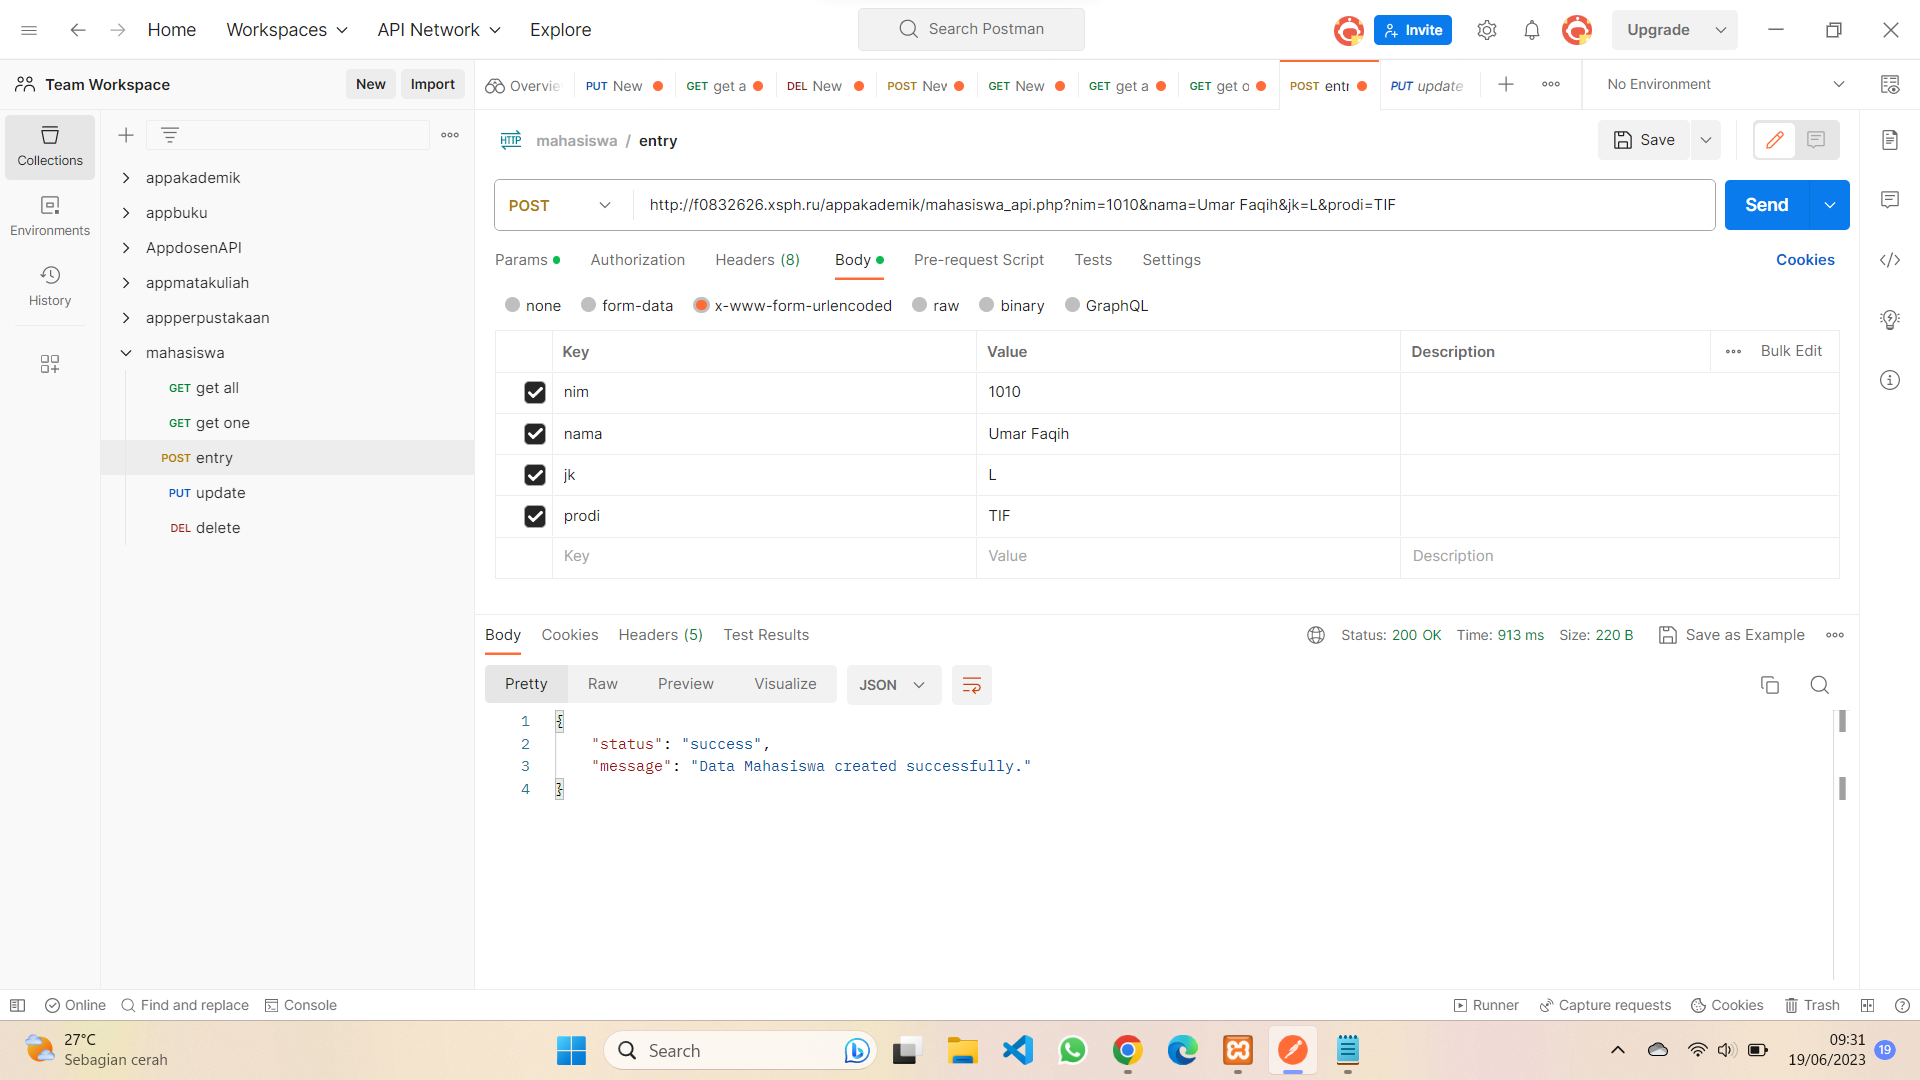 Home Workspaces API Network Explore Search Postman Invite Upgrade
Team Workspace New Import Overvie PUT New GET get a DEL New POST Nev GET New GET get a GET get o POST entr PUT update No Environment
Collections
Environments
History
appakademik
appbuku
AppdosenAPI
appmatakuliah
appperpustakaan
mahasiswa
GET get all
GET get one
POST entry
PUT update
DEL delete
HTTP mahasiswa / entry Save
POST http://f0832626.xsph.ru/appakademik/mahasiswa_api.php?nim=1010&nama=Umar Faqih&jk=L&prodi=TIF Send
Params Authorization Headers (8) Body Pre-request Script Tests Settings Cookies
none form-data x-www-form-urlencoded raw binary GraphQL
Key Value Description Bulk Edit
nim 1010
nama Umar Faqih
jk L
prodi TIF
Key Value Description
Body Cookies Headers (5) Test Results Status: 200 OK Time: 913 ms Size: 220 B Save as Example
Pretty Raw Preview Visualize JSON
1 {
2 "status": "success",
3 "message": "Data Mahasiswa created successfully."
4 }
Online Find and replace Console Runner Capture requests Cookies Trash
27°C
Sebagian cerah
Search
09:31
19/06/2023
19